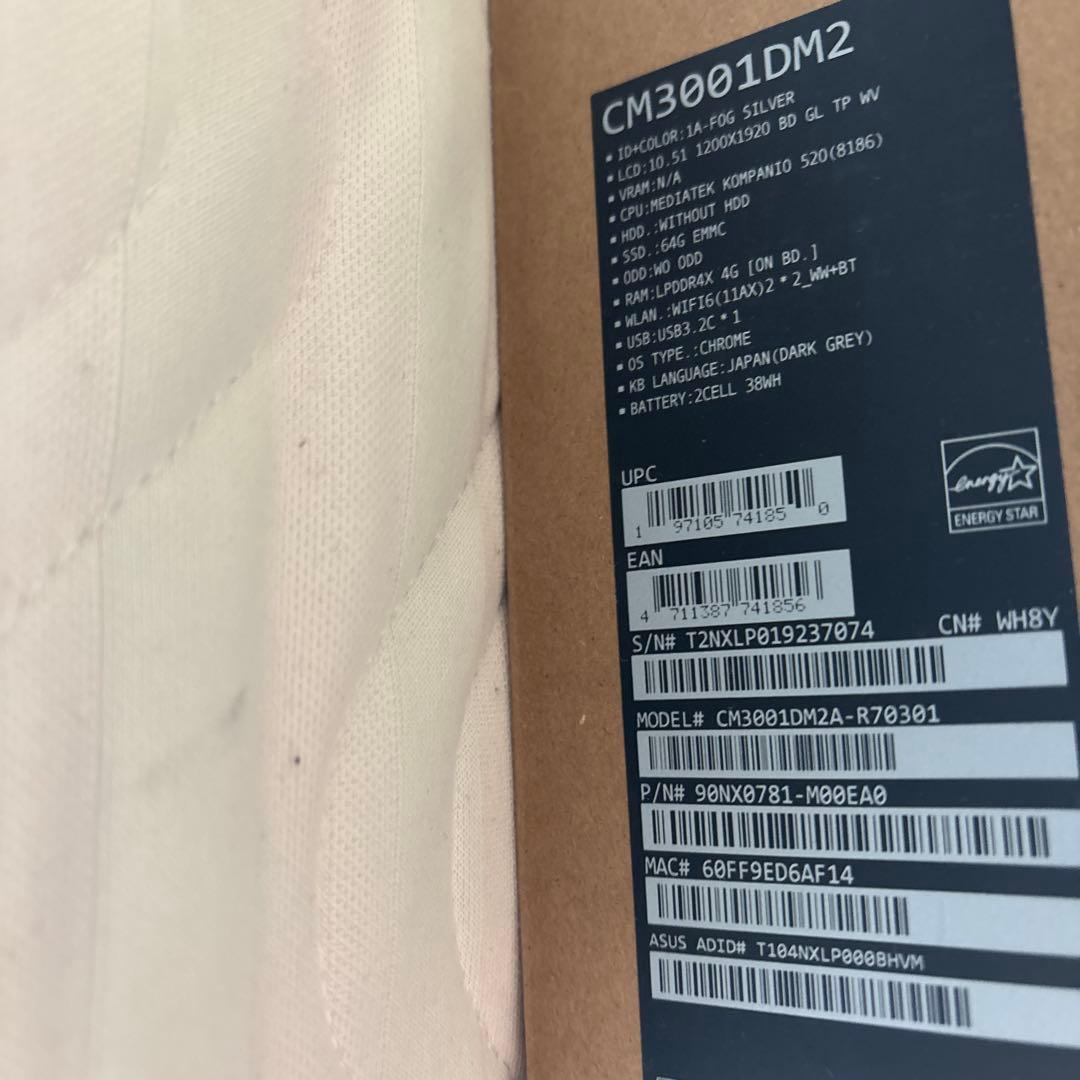 CM3001DM2
▪ ID+COLOR:1A-FOG SILVER
▪ LCD:10.51 1200X1920 BD GL TP WV
▪ VRAM:N/A
▪ CPU:MEDIATEK KOMPANIO 520(8186)
▪ HDD.:WITHOUT HDD
▪ SSD.:64G EMMC
▪ ODD:WO ODD
▪ RAM:LPDDR4X 4G [ON BD.]
▪ WLAN.:WIFI6(11AX)2*2_WW+BT
▪ USB:USB3.2C*1
▪ OS TYPE.:CHROME
▪ KB LANGUAGE:JAPAN(DARK GREY)
▪ BATTERY:2CELL 38WH
UPC
1 97105 74185 0
energy
ENERGY STAR
EAN
4 711387 741856
S/N# T2NXLP019237074 CN# WH8Y
MODEL# CM3001DM2A-R70301
P/N# 90NX0781-M00EA0
MAC# 60FF9ED6AF14
ASUS ADID# T104NXLP000BHVM